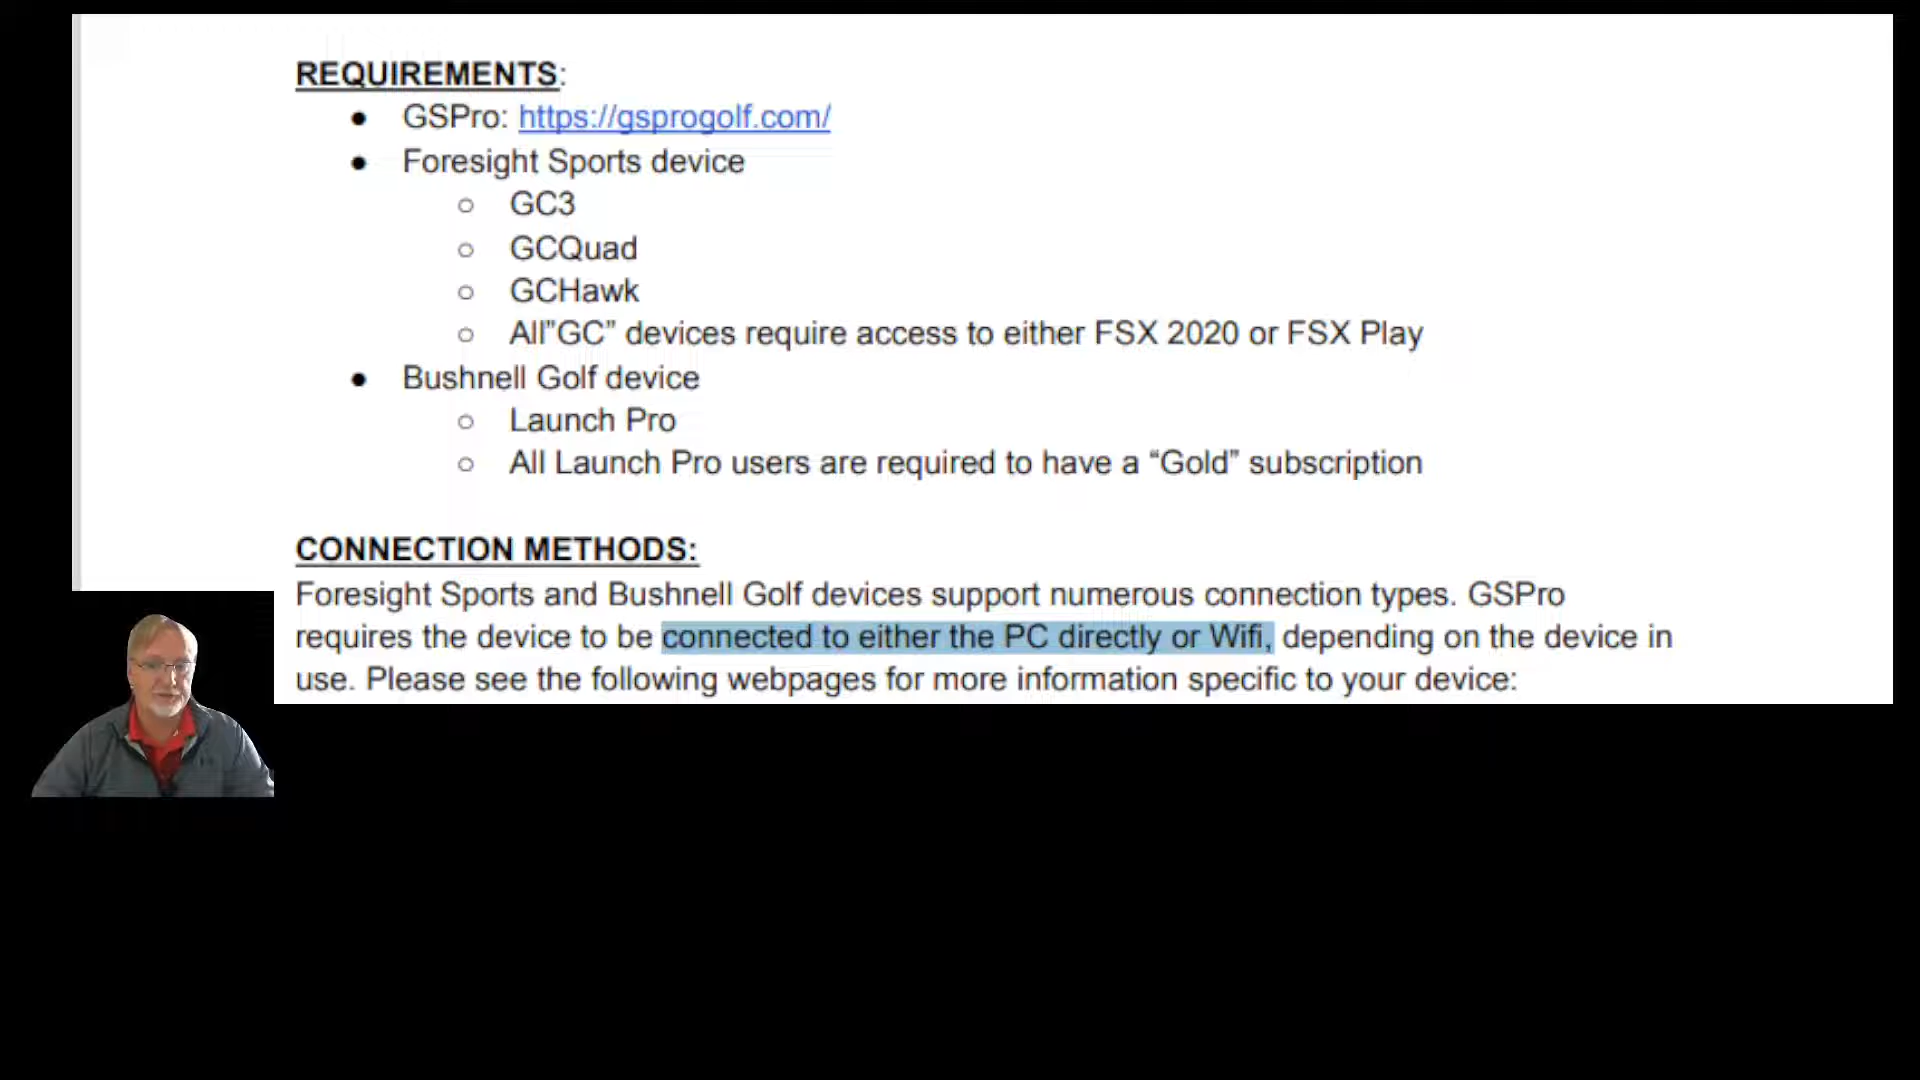 REQUIREMENTS:
● GSPro: https://gsprogolf.com/
● Foresight Sports device
○ GC3
○ GCQuad
○ GCHawk
○ All”GC” devices require access to either FSX 2020 or FSX Play
● Bushnell Golf device
○ Launch Pro
○ All Launch Pro users are required to have a “Gold” subscription
CONNECTION METHODS:
Foresight Sports and Bushnell Golf devices support numerous connection types. GSPro
requires the device to be connected to either the PC directly or Wifi, depending on the device in
use. Please see the following webpages for more information specific to your device: